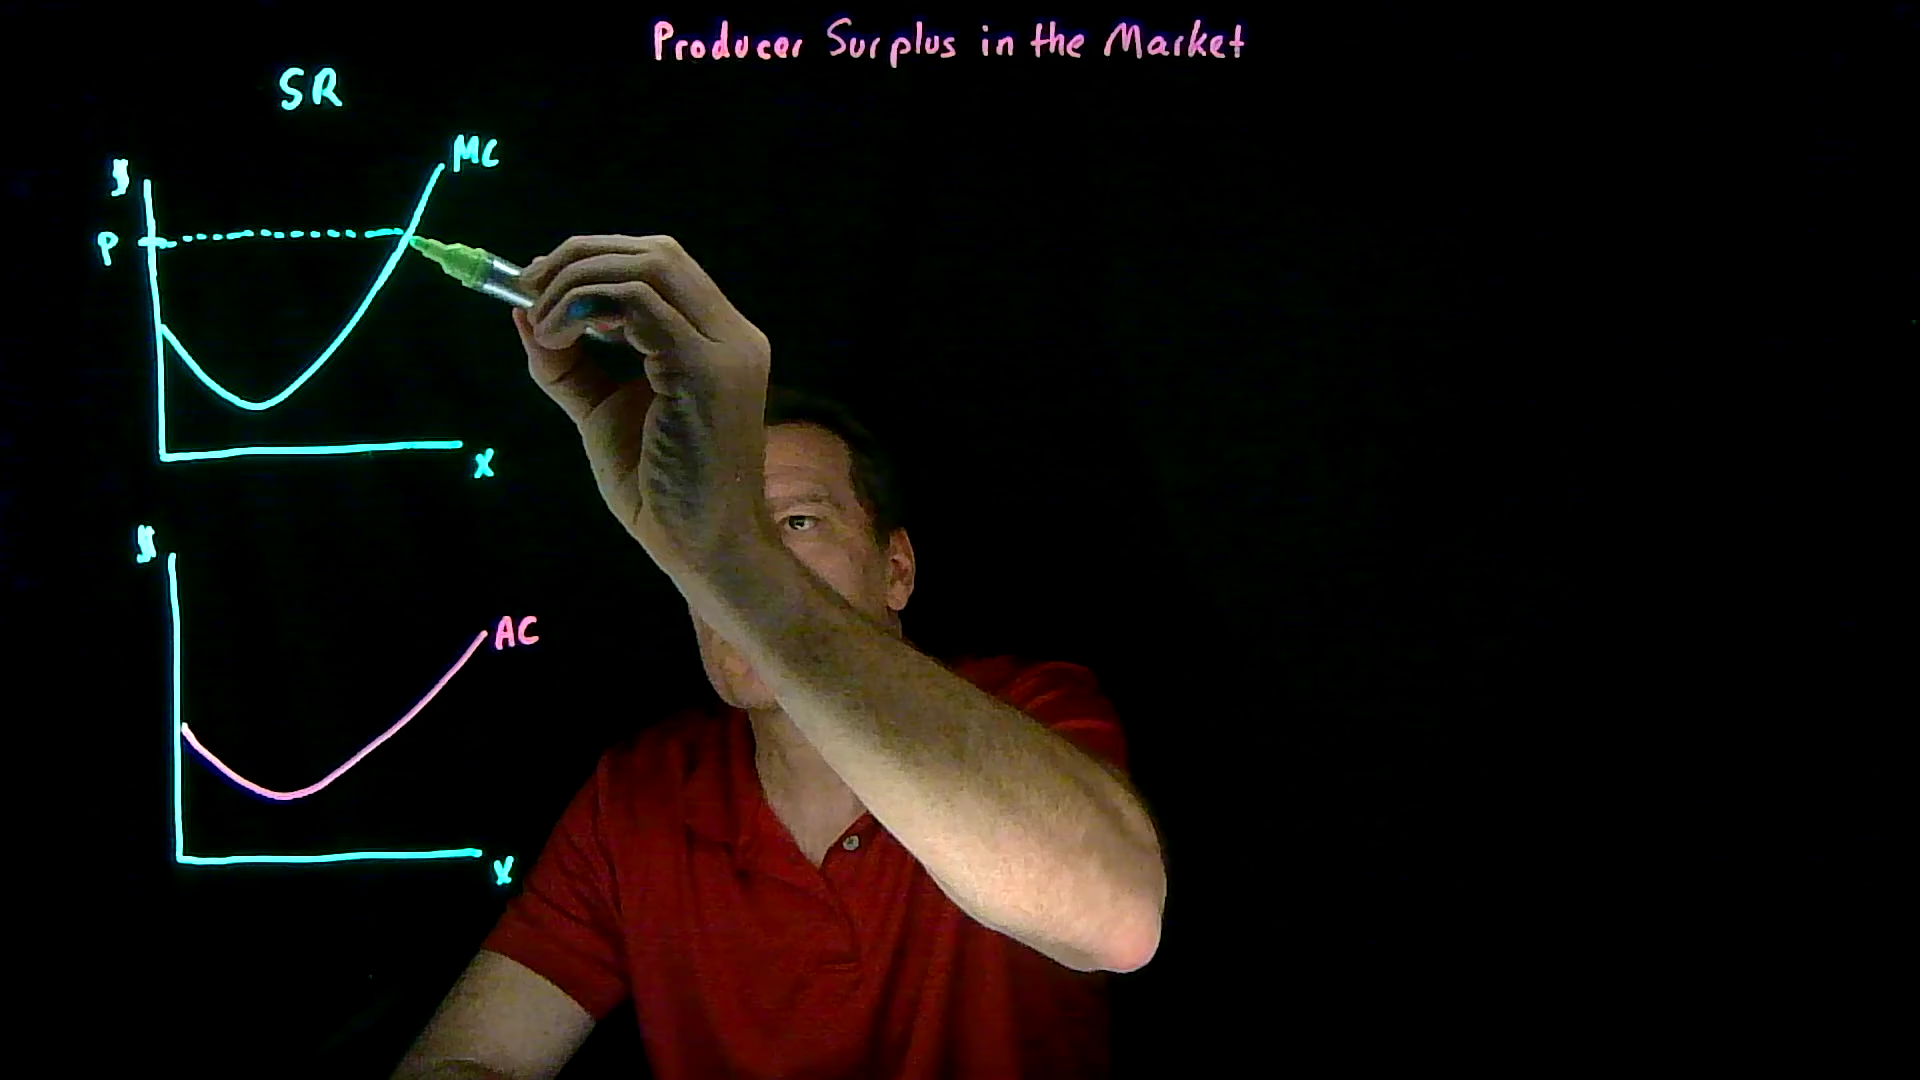 Producer Surplus in the Market
SR
MC
$
P
x
$
AC
x